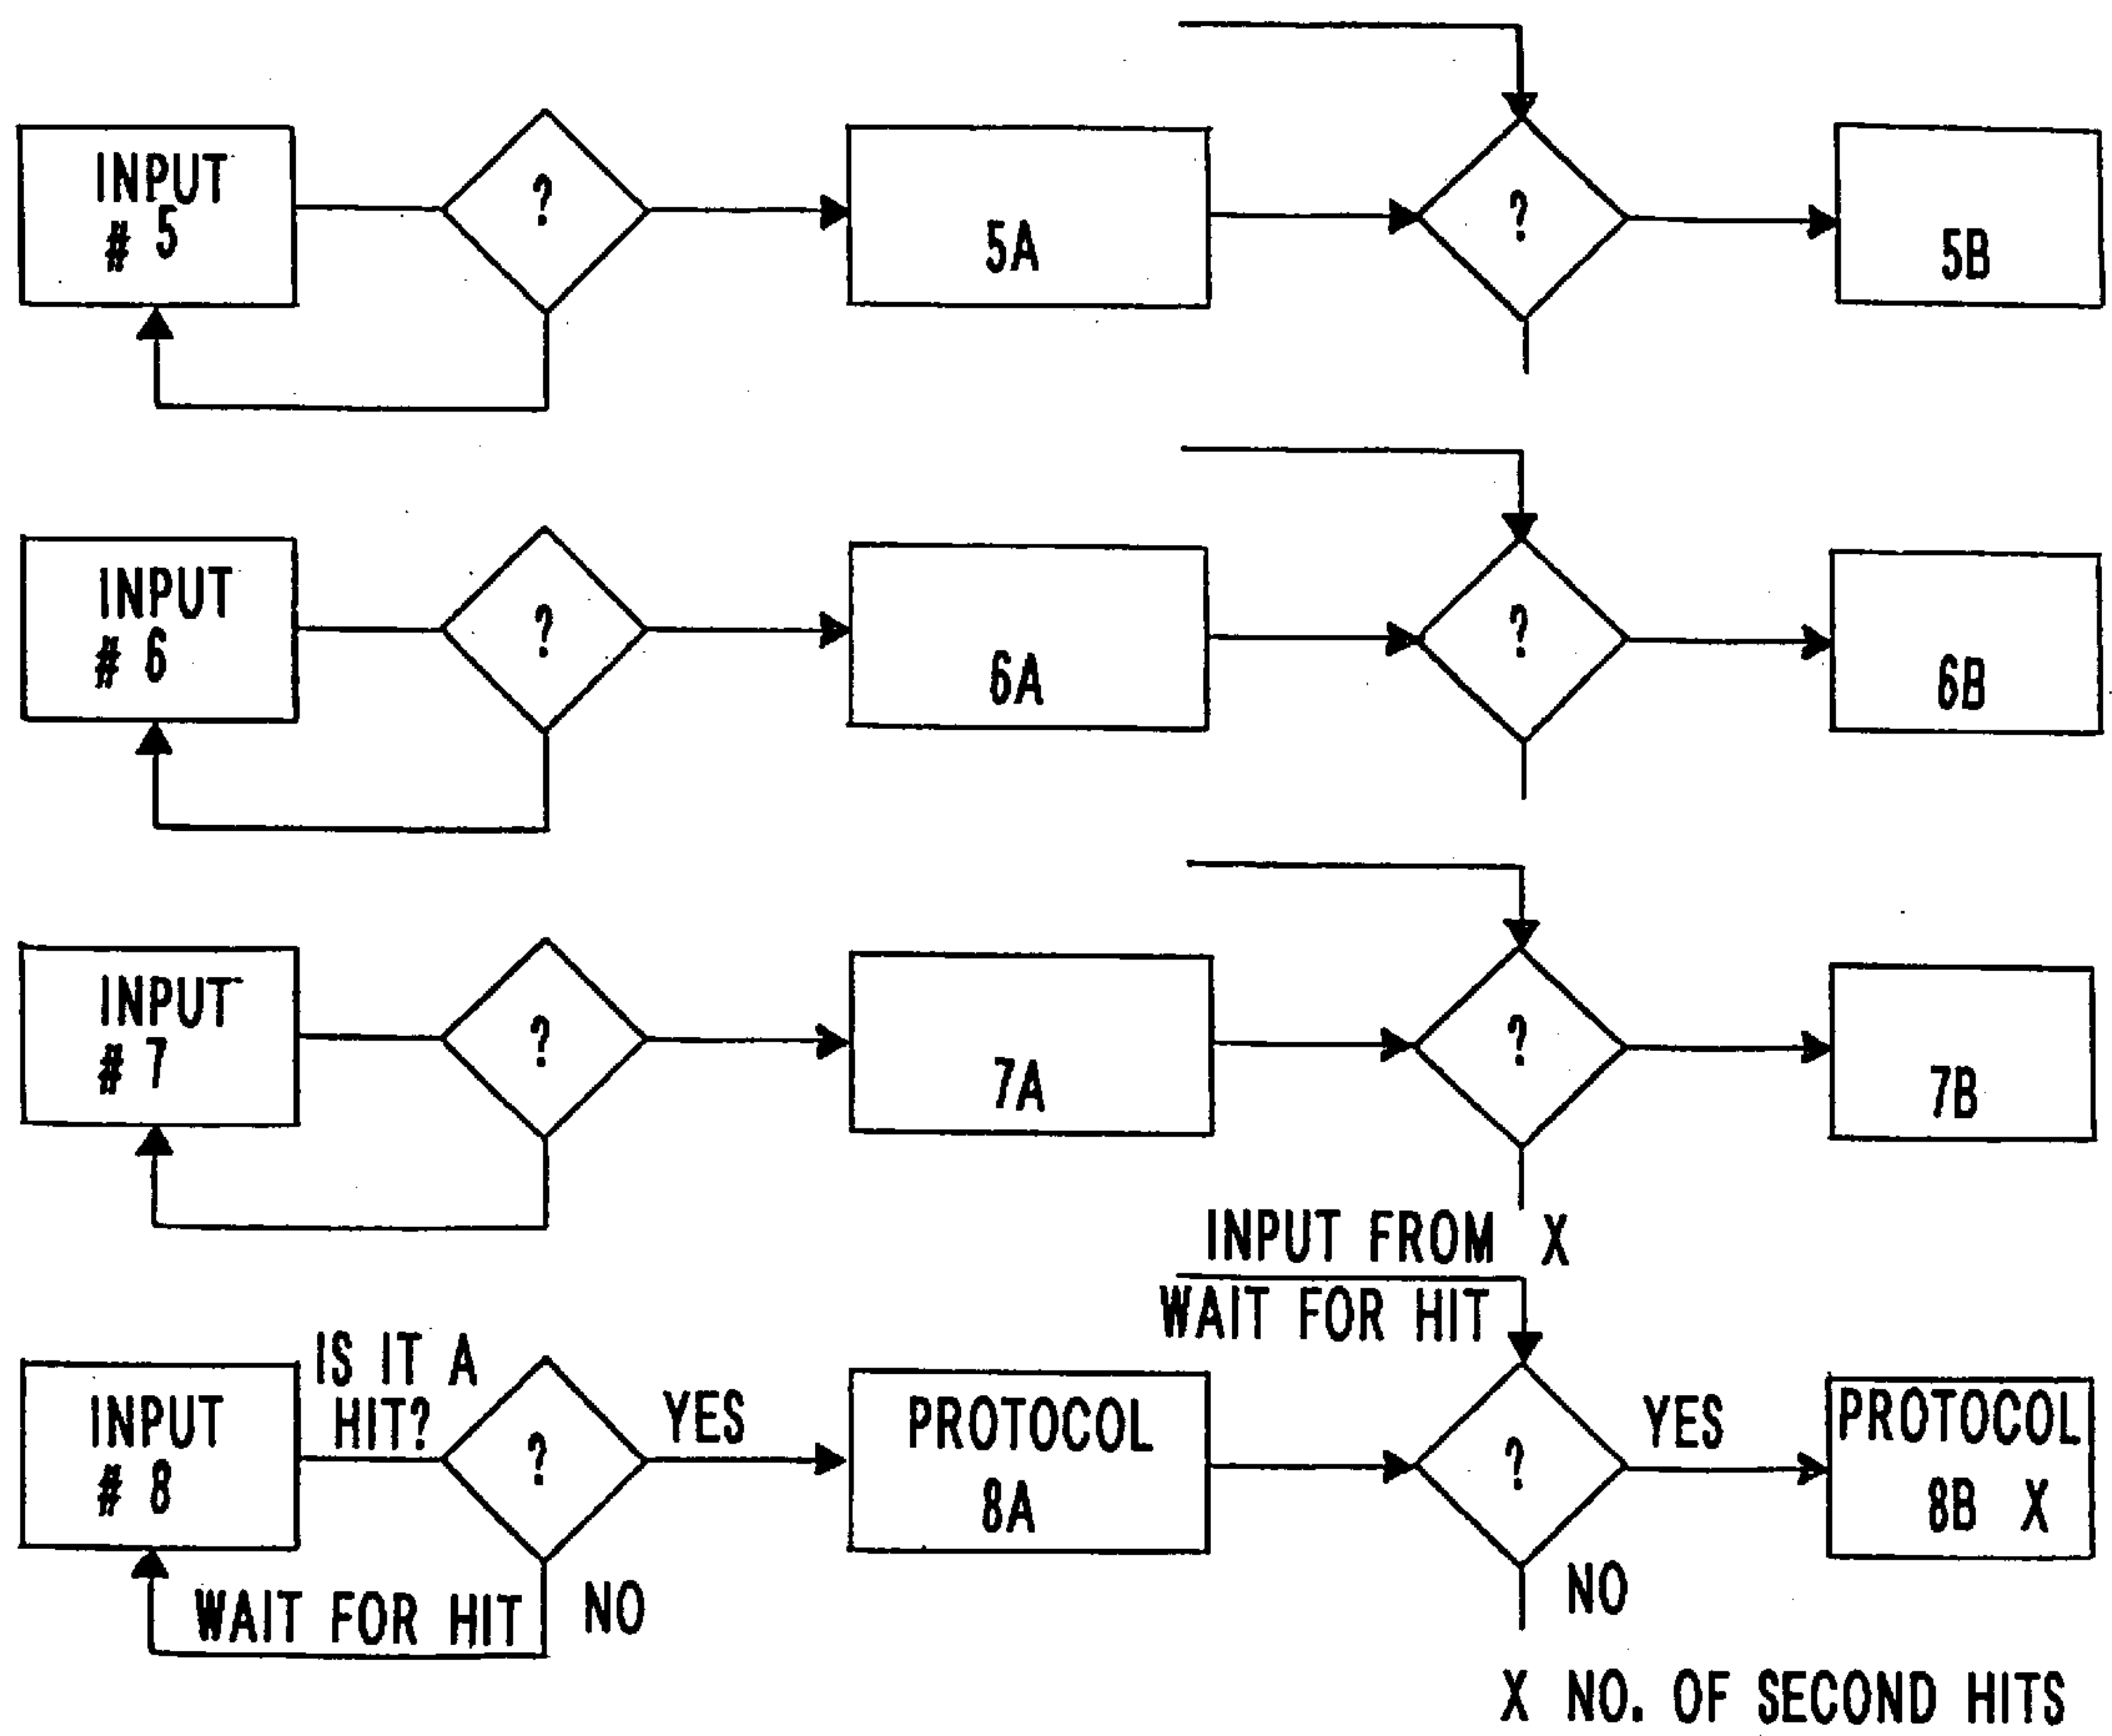 INPUT
# 5
?
5A
?
5B
INPUT
# 6
?
6A
?
6B
INPUT
# 7
?
7A
?
7B
INPUT FROM X
WAIT FOR HIT
INPUT
# 8
IS IT A
HIT?
?
YES
PROTOCOL
8A
?
YES
PROTOCOL
8B X
WAIT FOR HIT
NO
NO
X NO. OF SECOND HITS